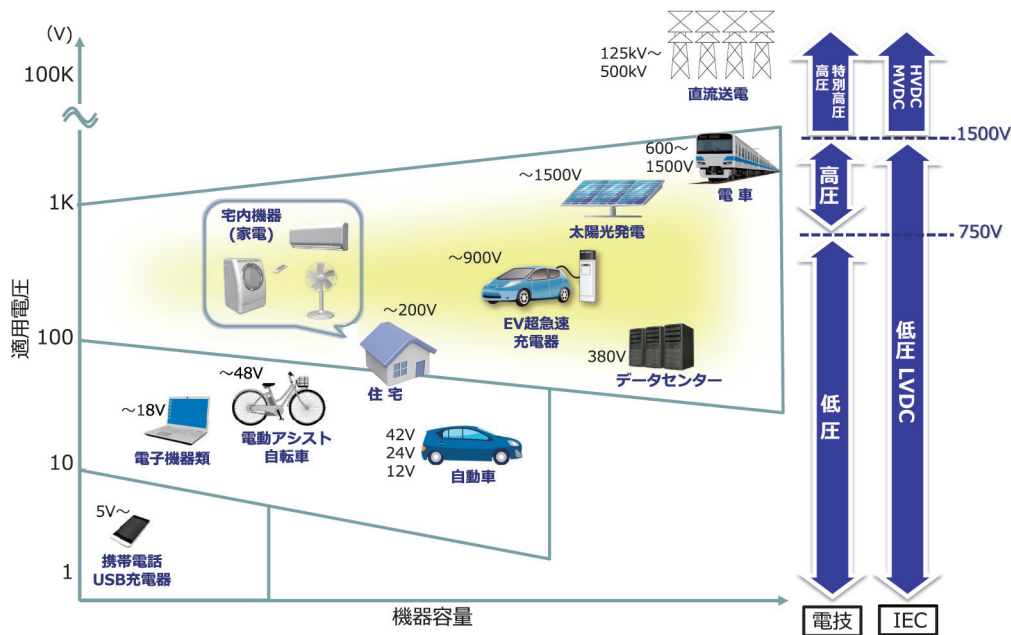 (V)
100K
1K
100
10
1
適用電圧
機器容量
125kV～
500kV
直流送電
600～
1500V
電車
～1500V
太陽光発電
宅内機器
(家電)
～900V
EV超急速
充電器
～200V
住宅
380V
データセンター
～48V
電動アシスト
自転車
～18V
電子機器類
42V
24V
12V
自動車
5V～
携帯電話
USB充電器
特別高圧
高圧
HVDC
MVDC
1500V
高圧
750V
低圧
低圧 LVDC
電技
IEC